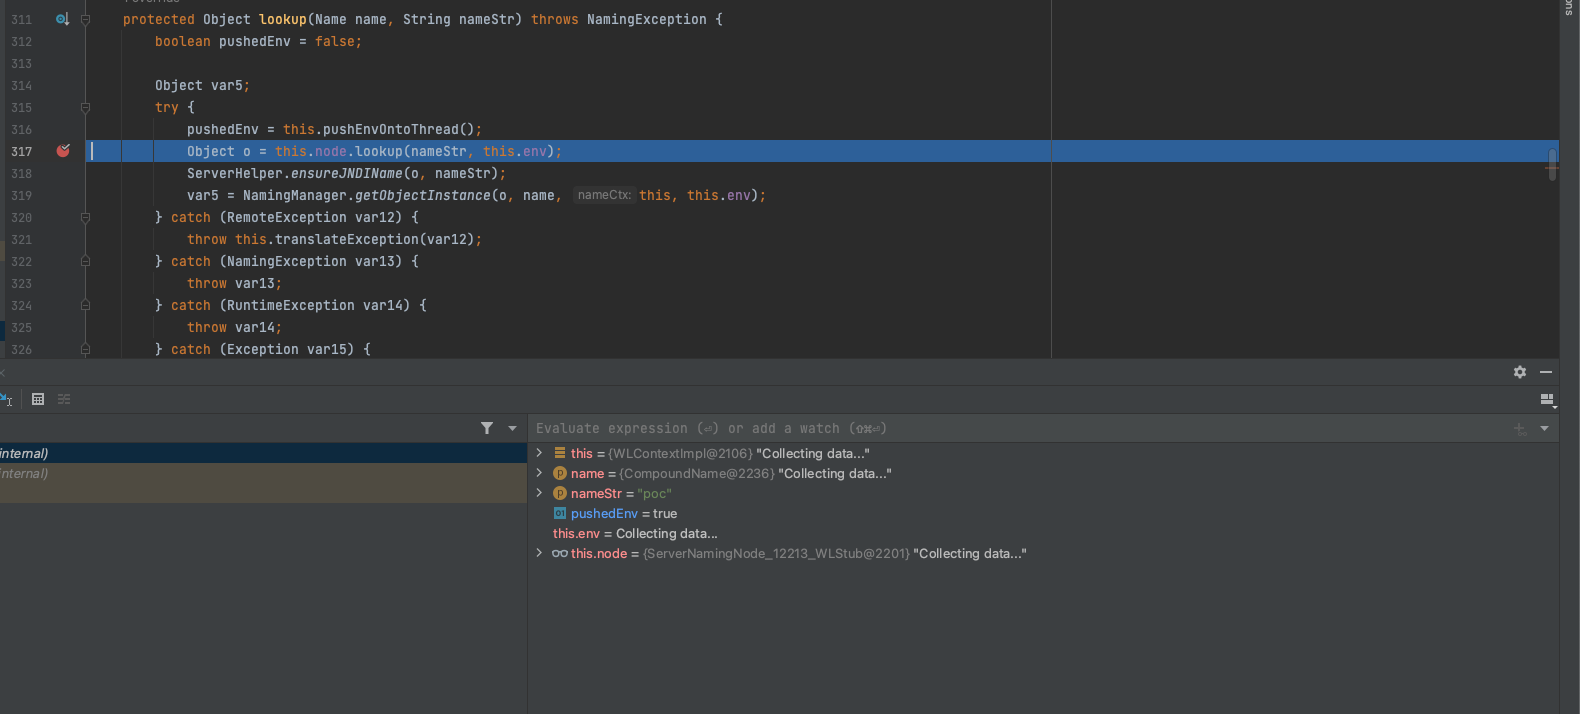 311 protected Object lookup(Name name, String nameStr) throws NamingException {
312 boolean pushedEnv = false;
313
314 Object var5;
315 try {
316 pushedEnv = this.pushEnvOntoThread();
317 Object o = this.node.lookup(nameStr, this.env);
318 ServerHelper.ensureJNDIName(o, nameStr);
319 var5 = NamingManager.getObjectInstance(o, name, nameCtx: this, this.env);
320 } catch (RemoteException var12) {
321 throw this.translateException(var12);
322 } catch (NamingException var13) {
323 throw var13;
324 } catch (RuntimeException var14) {
325 throw var14;
326 } catch (Exception var15) {
Evaluate expression (⏎) or add a watch (⇧⌘⏎)
internal)
nternal)
this = {WLContextImpl@2106} "Collecting data..."
name = {CompoundName@2236} "Collecting data..."
nameStr = "poc"
pushedEnv = true
this.env = Collecting data...
this.node = {ServerNamingNode_12213_WLStub@2201} "Collecting data..."